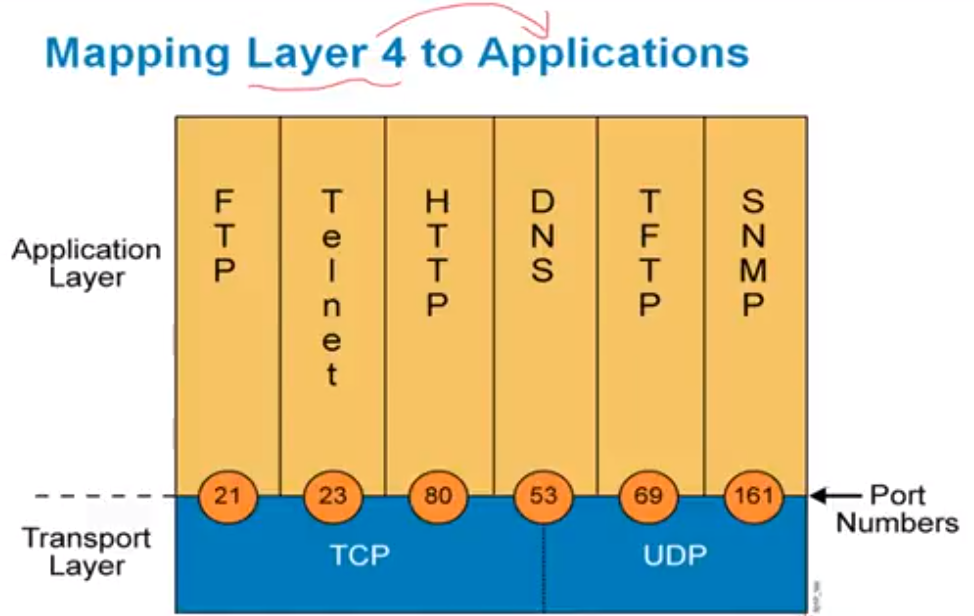 Mapping Layer 4 to Applications
FTP
Telnet
HTTP
DNS
TFTP
SNMP
Application
Layer
21
23
80
53
69
161
Port
Numbers
Transport
Layer
TCP
UDP